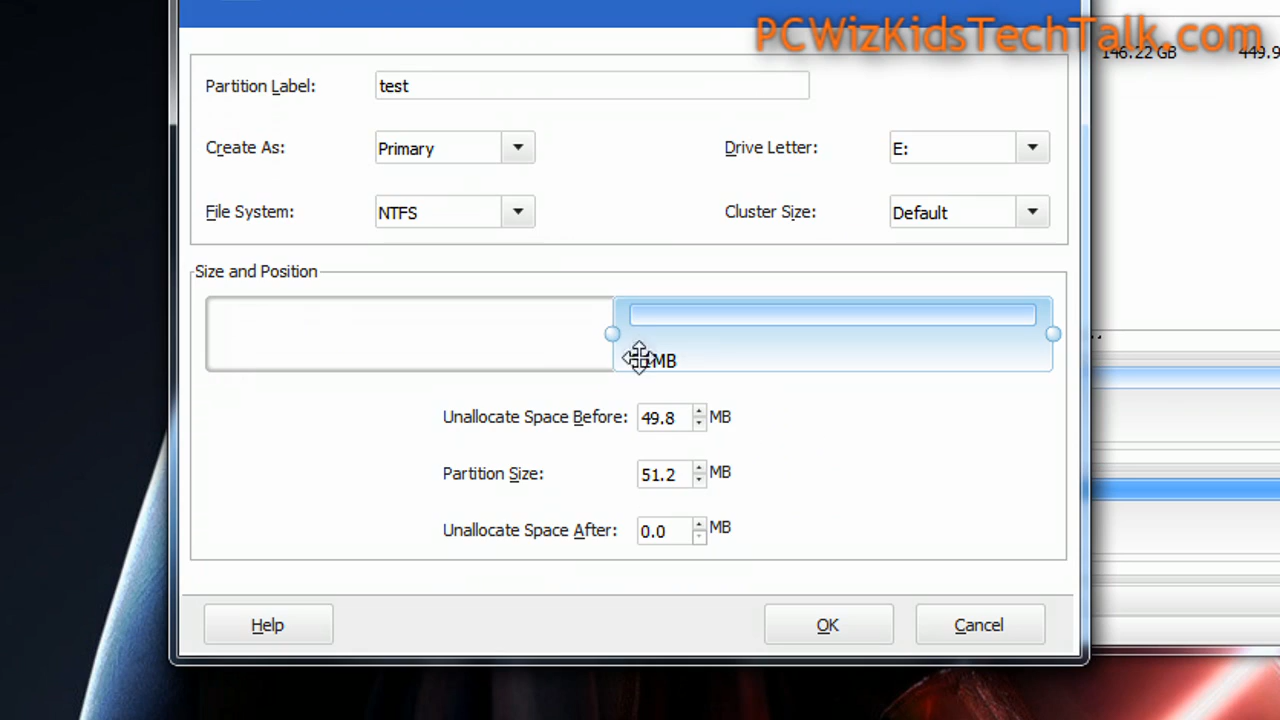 PCWizKidsTechTalk.com
146.22 GB
Partition Label: test
Create As: Primary Drive Letter: E:
File System: NTFS Cluster Size: Default
Size and Position
MB
Unallocate Space Before: 49.8 MB
Partition Size: 51.2 MB
Unallocate Space After: 0.0 MB
Help OK Cancel